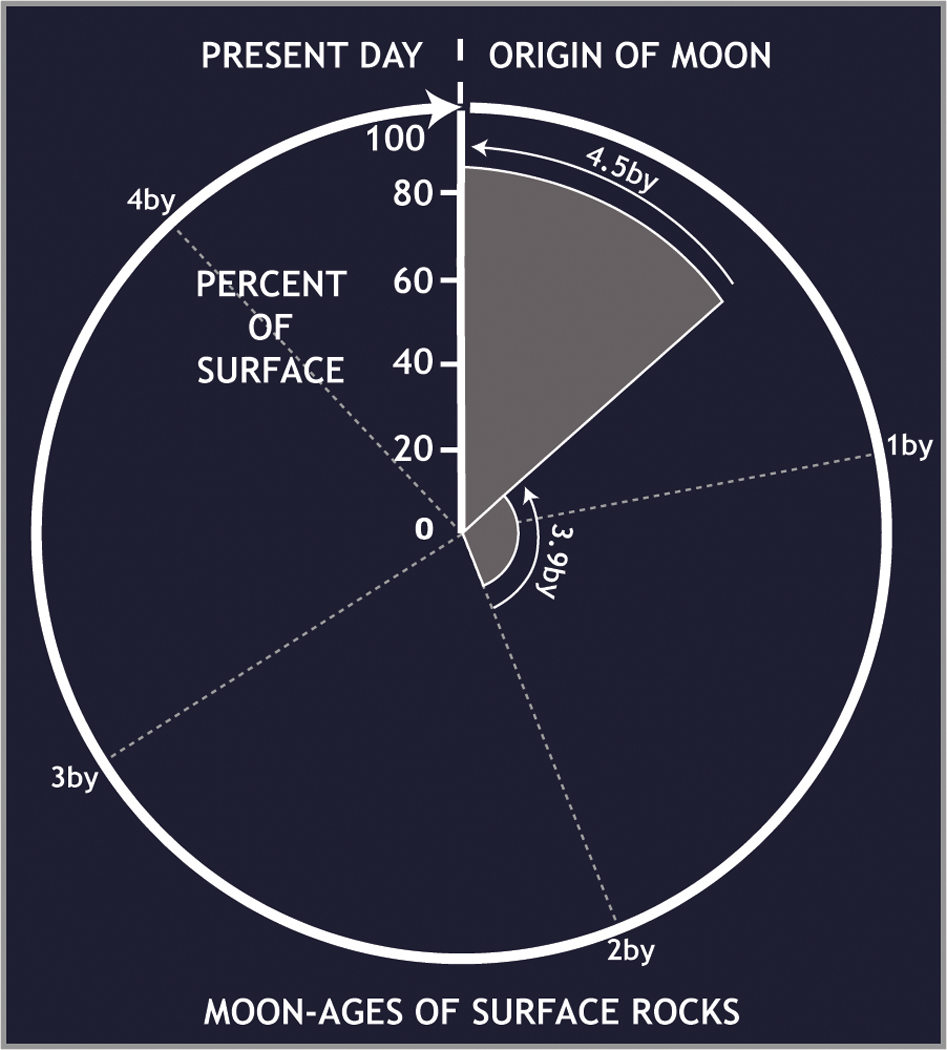 PRESENT DAY
ORIGIN OF MOON
100
4.5by
4by
80
PERCENT
OF
SURFACE
60
40
20
1by
0
3.9by
3by
2by
MOON-AGES OF SURFACE ROCKS